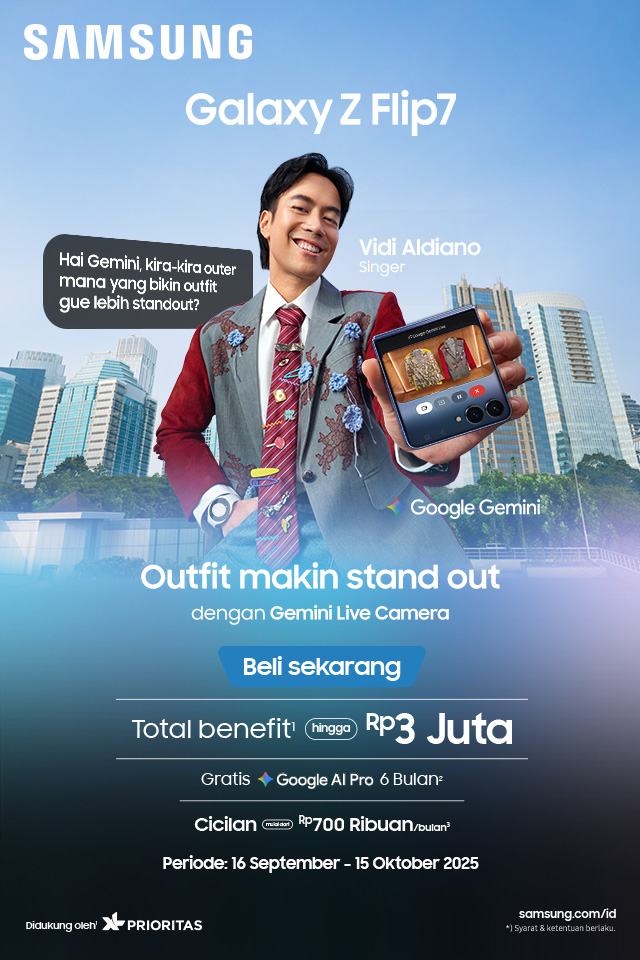 SAMSUNG
Galaxy Z Flip7
Hai Gemini, kira-kira outer
mana yang bikin outfit
gue lebih standout?
Vidi Aldiano
Singer
Google Gemini
Outfit makin stand out
dengan Gemini Live Camera
Beli sekarang
Total benefit¹ hingga Rp3 Juta
Gratis Google AI Pro 6 Bulan²
Cicilan mulai dari Rp700 Ribuan/bulan³
Periode: 16 September – 15 Oktober 2025
Didukung oleh¹ XL PRIORITAS
samsung.com/id
*) Syarat & ketentuan berlaku.